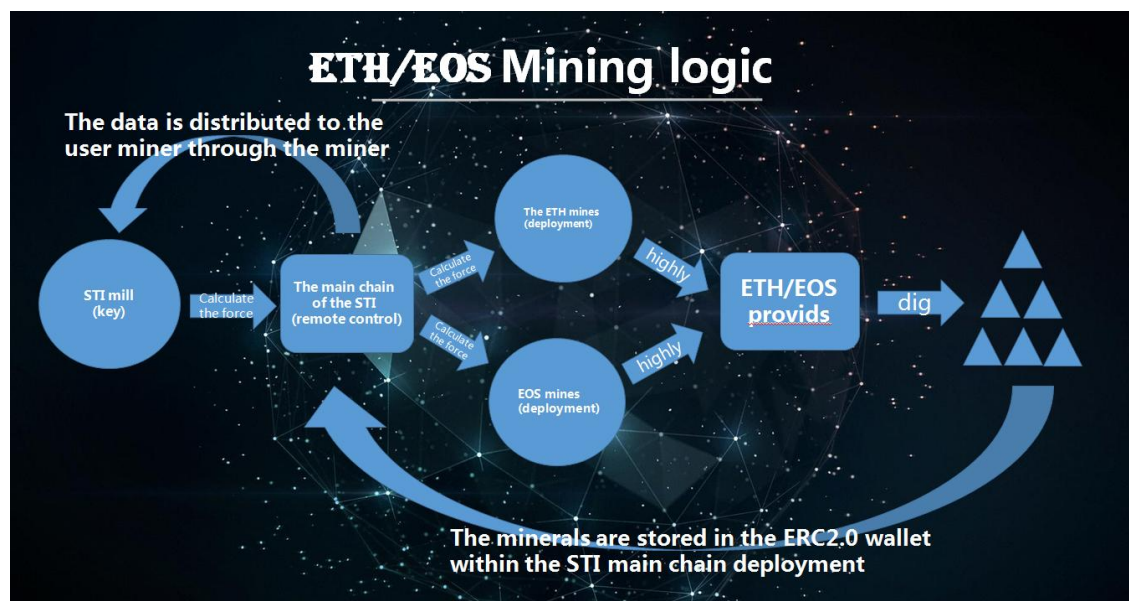 ETH/EOS Mining logic
The data is distributed to the
user miner through the miner
STI mill
(key)
Calculate
the force
The main chain
of the STI
(remote control)
Calculate
the force
Calculate
the force
The ETH mines
(deployment)
EOS mines
(deployment)
highly
highly
ETH/EOS
provids
dig
The minerals are stored in the ERC2.0 wallet
within the STI main chain deployment